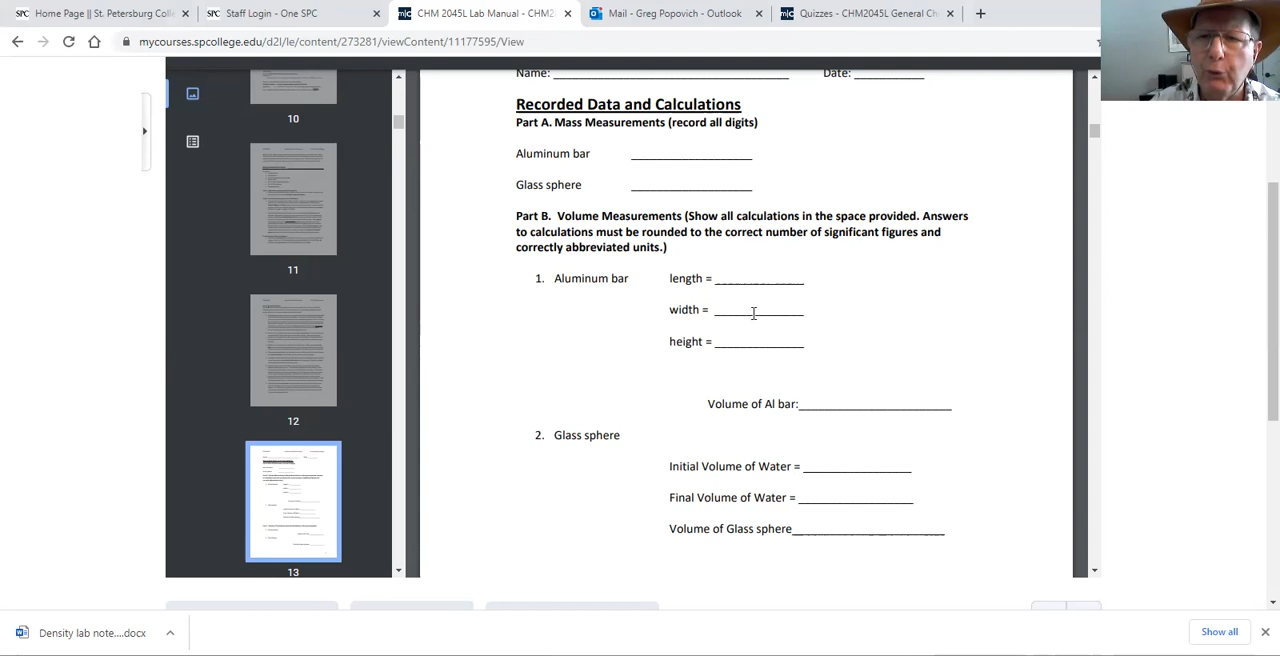 Home Page || St. Petersburg Colle
Staff Login - One SPC
CHM 2045L Lab Manual - CHM2
Mail - Greg Popovich - Outlook
Quizzes - CHM2045L General Ch
mycourses.spcollege.edu/d2l/le/content/273281/viewContent/11177595/View
10
11
12
13
Name: Date:
Recorded Data and Calculations
Part A. Mass Measurements (record all digits)
Aluminum bar
Glass sphere
Part B. Volume Measurements (Show all calculations in the space provided. Answers
to calculations must be rounded to the correct number of significant figures and
correctly abbreviated units.)
1. Aluminum bar length =
width =
height =
Volume of Al bar:
2. Glass sphere
Initial Volume of Water =
Final Volume of Water =
Volume of Glass sphere
Density lab note....docx
Show all